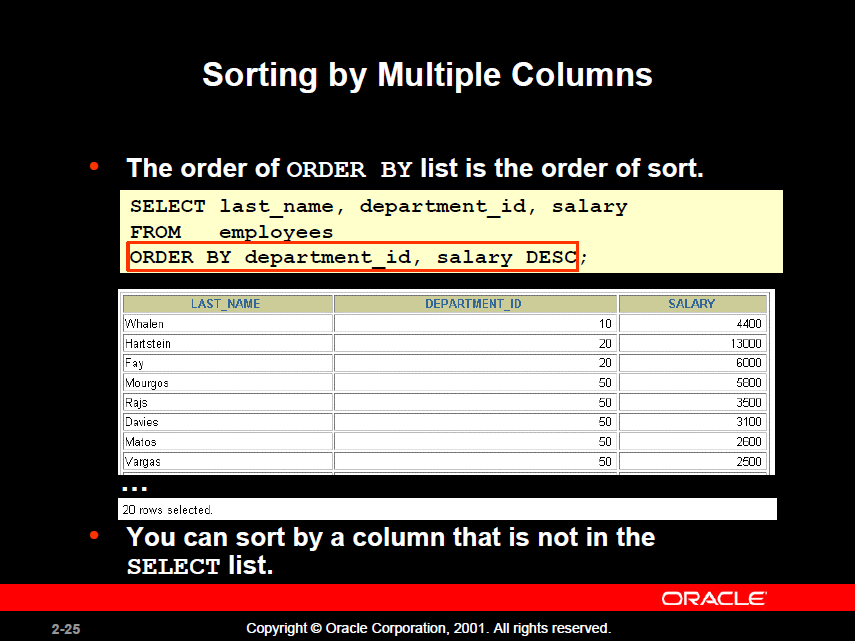 Sorting by Multiple Columns
• The order of ORDER BY list is the order of sort.
SELECT last_name, department_id, salary
FROM employees
ORDER BY department_id, salary DESC;
LAST_NAME DEPARTMENT_ID SALARY
Whalen 10 4400
Hartstein 20 13000
Fay 20 6000
Mourgos 50 5800
Rajs 50 3500
Davies 50 3100
Matos 50 2600
Vargas 50 2500
...
20 rows selected.
• You can sort by a column that is not in the
SELECT list.
ORACLE
2-25 Copyright © Oracle Corporation, 2001. All rights reserved.